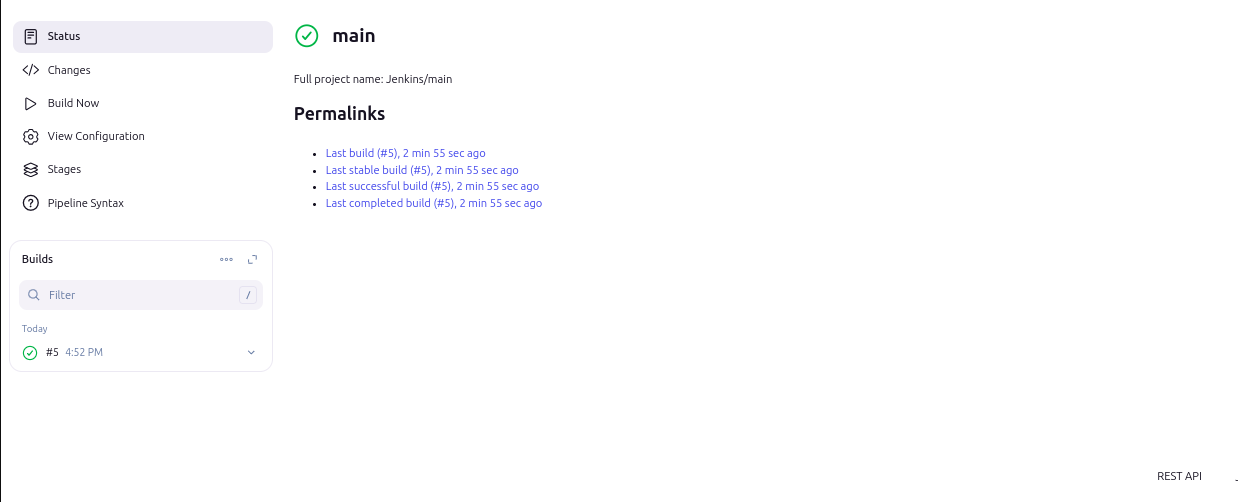 Status
Changes
Build Now
View Configuration
Stages
Pipeline Syntax
Builds
Filter /
Today
#5 4:52 PM
main
Full project name: Jenkins/main
Permalinks
Last build (#5), 2 min 55 sec ago
Last stable build (#5), 2 min 55 sec ago
Last successful build (#5), 2 min 55 sec ago
Last completed build (#5), 2 min 55 sec ago
REST API